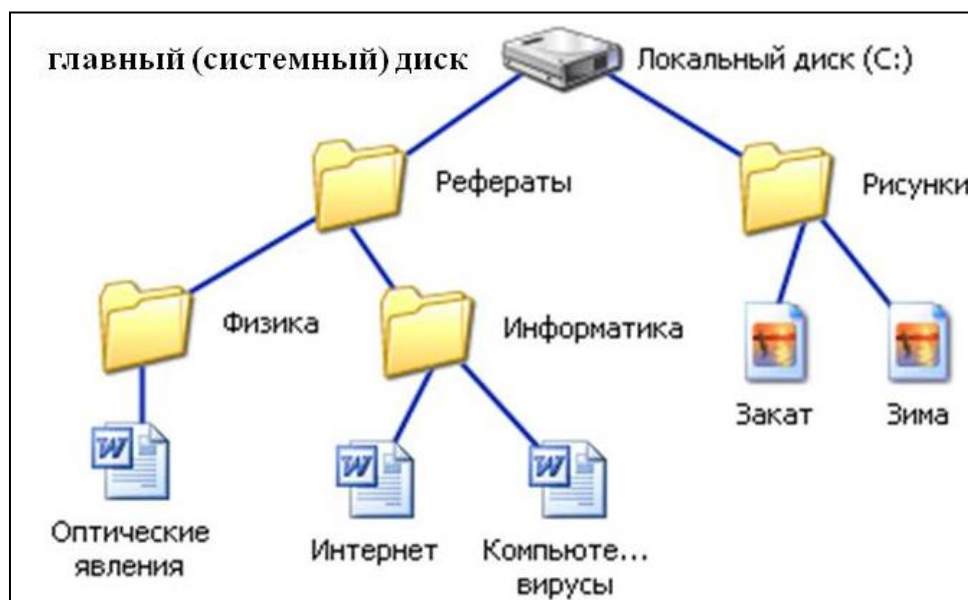 главный (системный) диск
Локальный диск (C:)
Рефераты
Рисунки
Физика
Информатика
Закат
Зима
Оптические
явления
Интернет
Компьюте...
вирусы